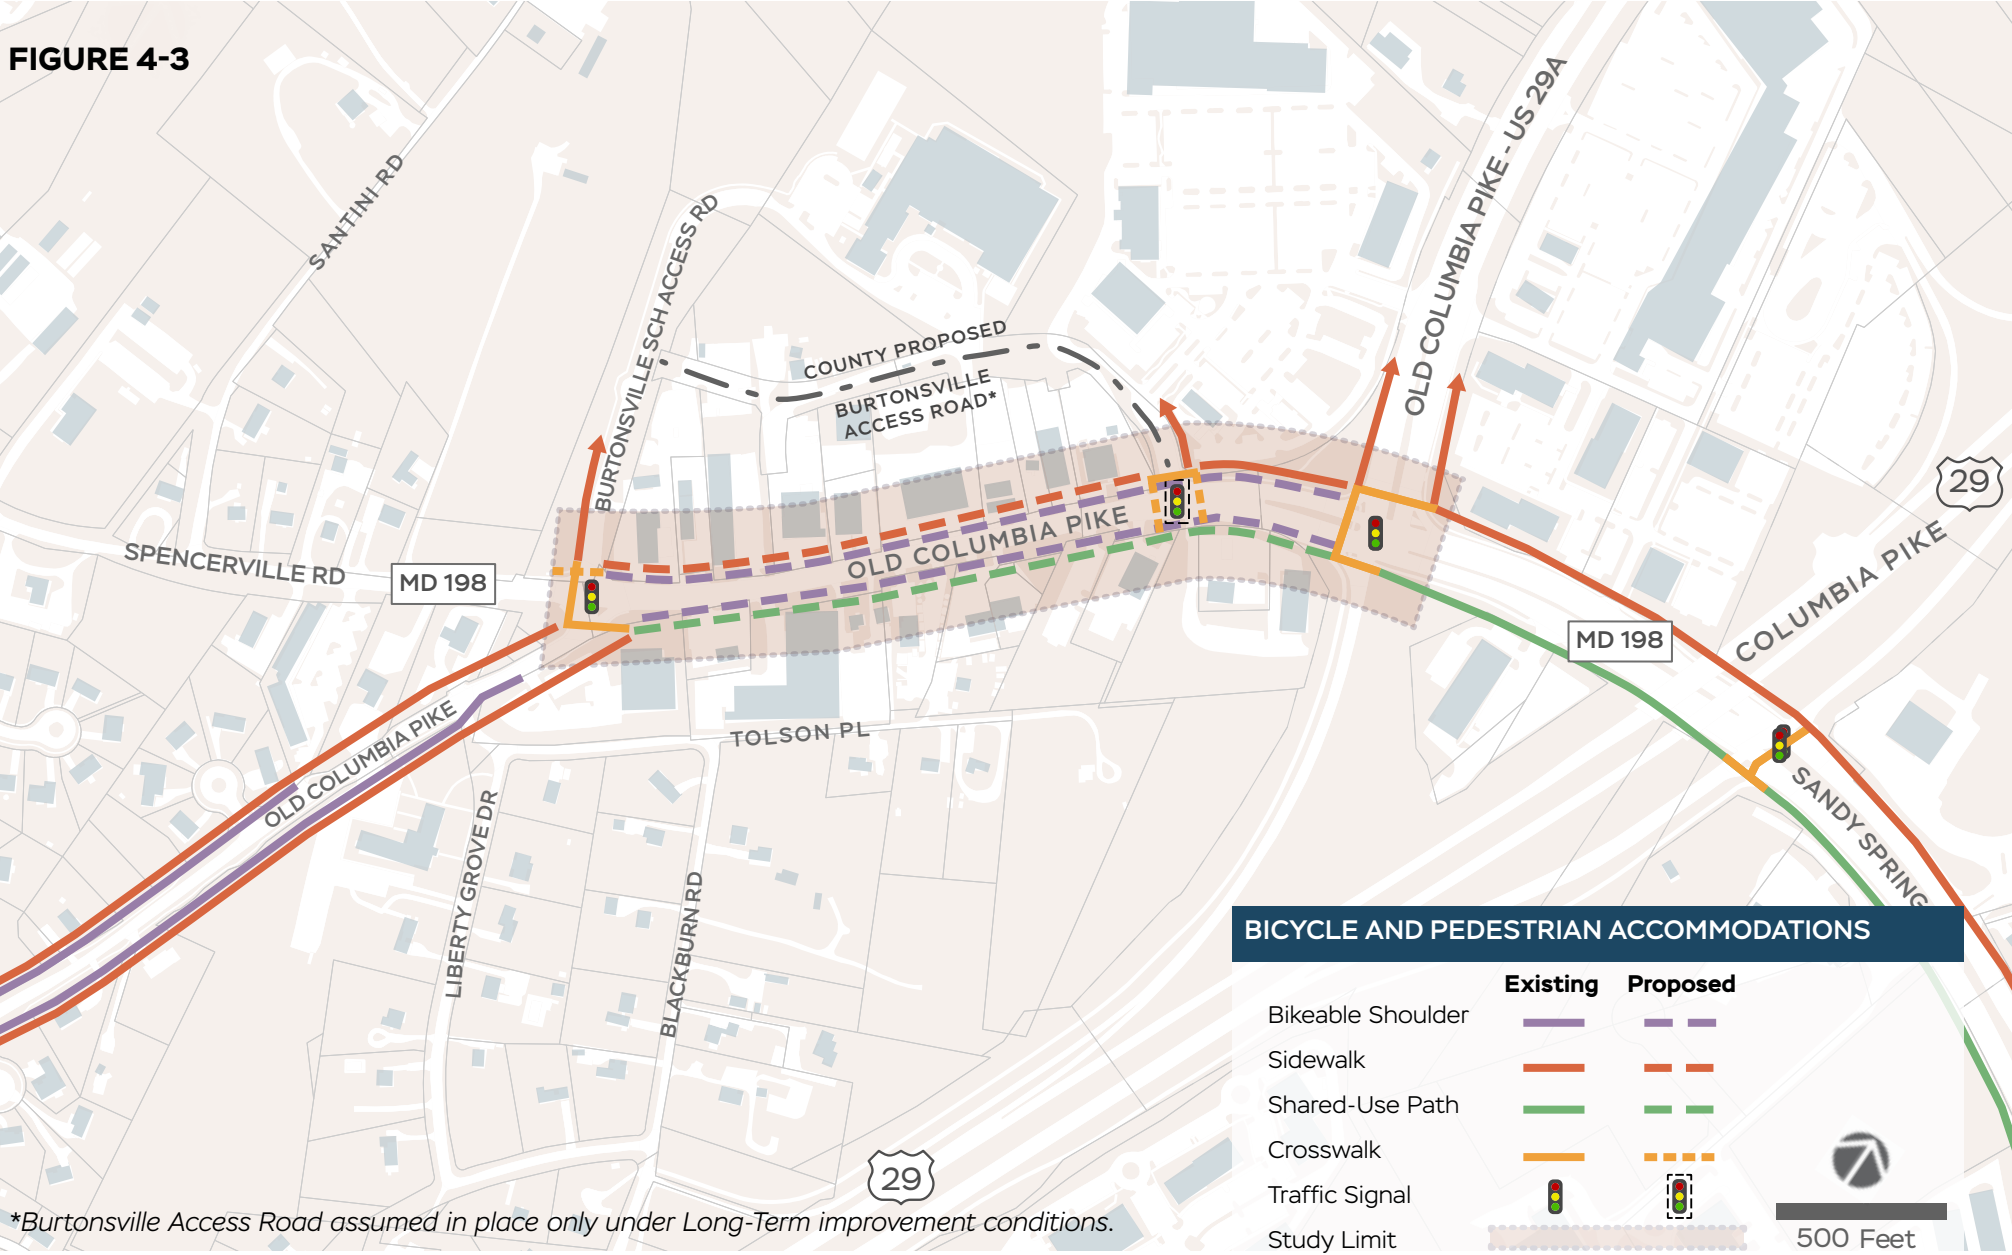 FIGURE 4-3
OLD COLUMBIA PIKE - US 29A
SANTINI RD
BURTONSVILLE SCH ACCESS RD
COUNTY PROPOSED
BURTONSVILLE
ACCESS ROAD*
29
OLD COLUMBIA PIKE
SPENCERVILLE RD
MD 198
COLUMBIA PIKE
MD 198
OLD COLUMBIA PIKE
TOLSON PL
LIBERTY GROVE DR
BLACKBURN RD
SANDY SPRING
BICYCLE AND PEDESTRIAN ACCOMMODATIONS
Existing Proposed
Bikeable Shoulder
Sidewalk
Shared-Use Path
Crosswalk
Traffic Signal
Study Limit
500 Feet
29
*Burtonsville Access Road assumed in place only under Long-Term improvement conditions.